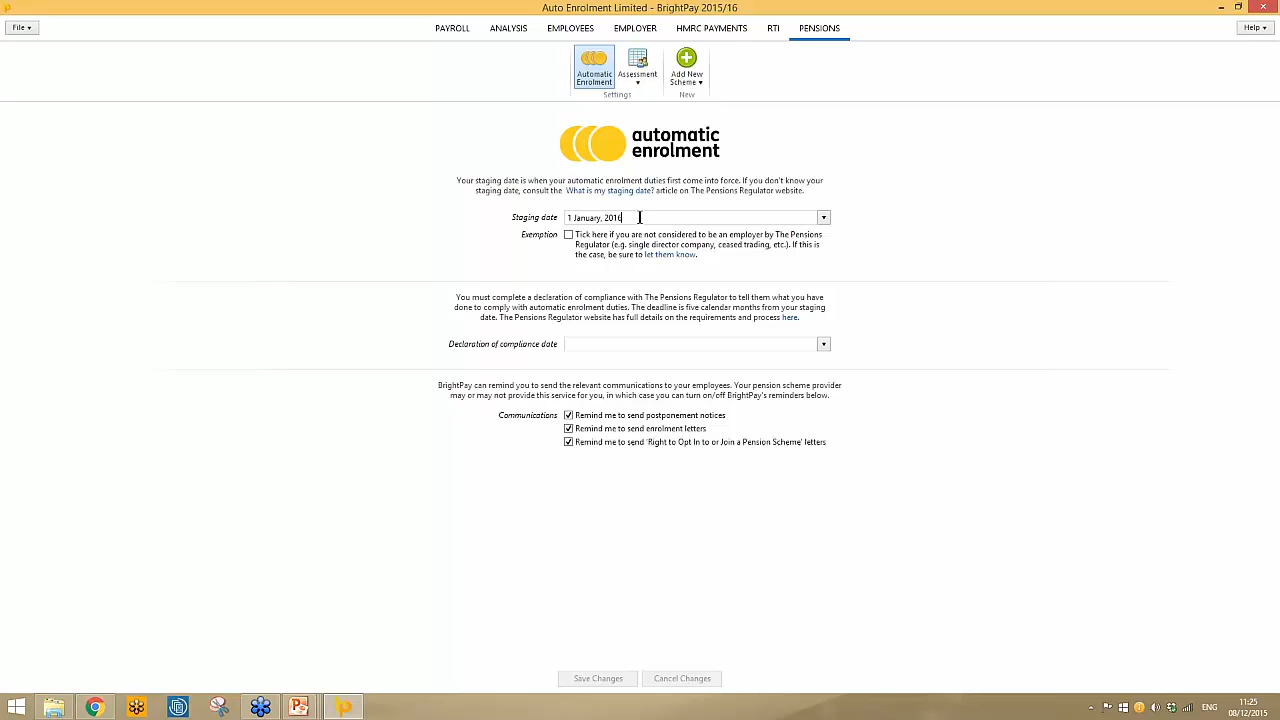 Auto Enrolment Limited - BrightPay 2015/16
File
PAYROLL ANALYSIS EMPLOYEES EMPLOYER HMRC PAYMENTS RTI PENSIONS
Help
Automatic Enrolment
Assessment
Add New Scheme
Settings
New
automatic
enrolment
Your staging date is when your automatic enrolment duties first come into force. If you don't know your
staging date, consult the What is my staging date? article on The Pensions Regulator website.
Staging date 1 January, 2016
Exemption Tick here if you are not considered to be an employer by The Pensions
Regulator (e.g. single director company, ceased trading, etc.). If this is
the case, be sure to let them know.
You must complete a declaration of compliance with The Pensions Regulator to tell them what you have
done to comply with automatic enrolment duties. The deadline is five calendar months from your staging
date. The Pensions Regulator website has full details on the requirements and process here.
Declaration of compliance date
BrightPay can remind you to send the relevant communications to your employees. Your pension scheme provider
may or may not provide this service for you, in which case you can turn on/off BrightPay's reminders below.
Communications Remind me to send postponement notices
Remind me to send enrolment letters
Remind me to send 'Right to Opt In to or Join a Pension Scheme' letters
Save Changes Cancel Changes
ENG
11:25
08/12/2015